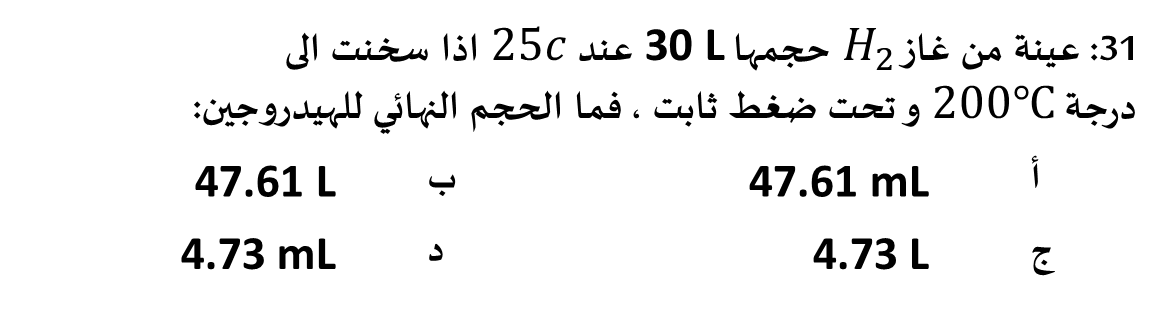 31: عينة من غاز H₂ حجمها 30 L عند 25c اذا سخنت الى
درجة 200°C و تحت ضغط ثابت ، فما الحجم النهائي للهيدروجين:
أ 47.61 mL ب 47.61 L
ج 4.73 L د 4.73 mL